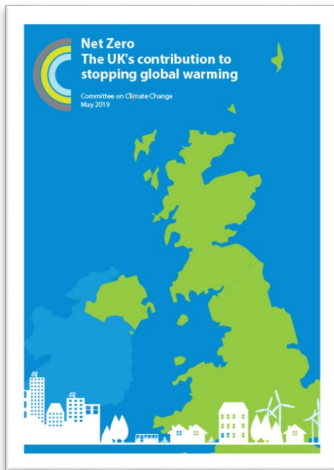 Net Zero
The UK's contribution to
stopping global warming
Committee on Climate Change
May 2019